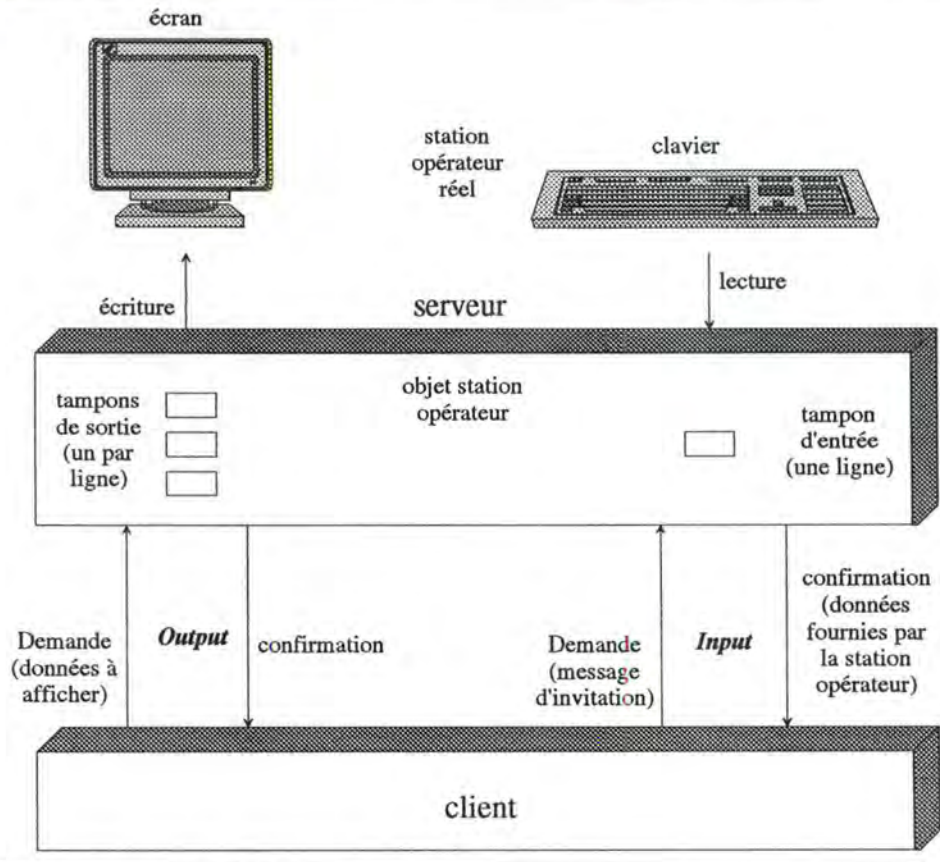 écran
station
opérateur
réel
clavier
écriture
lecture
serveur
tampons
de sortie
(un par
ligne)
objet station
opérateur
tampon
d'entrée
(une ligne)
Demande
(données à
afficher)
Output
confirmation
Demande
(message
d'invitation)
Input
confirmation
(données
fournies par
la station
opérateur)
client